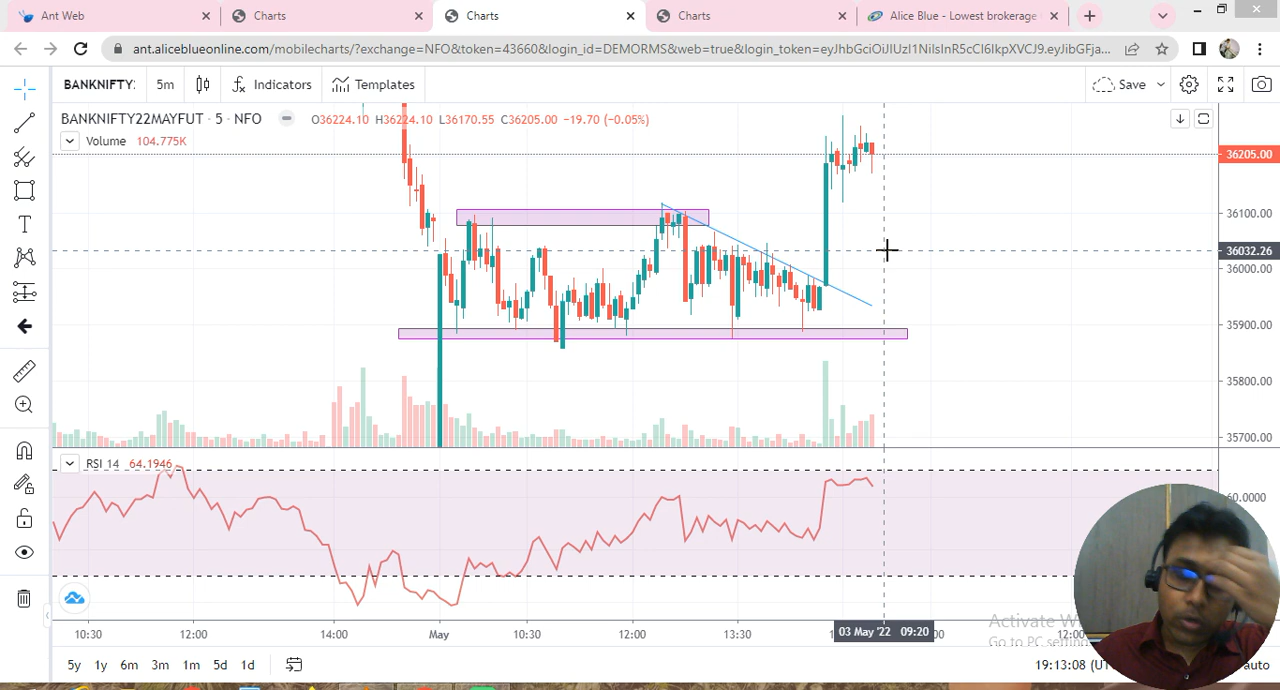 Ant Web
Charts
Charts
Charts
Alice Blue - Lowest brokerage
ant.aliceblueonline.com/mobilecharts/?exchange=NFO&token=43660&login_id=DEMORMS&web=true&login_token=
BANKNIFTY:
5m
Indicators
Templates
Save
BANKNIFTY22MAYFUT · 5 · NFO
O36224.10 H36224.10 L36170.55 C36205.00 −19.70 (−0.05%)
Volume 104.775K
36205.00
36100.00
36032.26
36000.00
35900.00
35800.00
35700.00
RSI 14 64.1946
60.0000
Activate W
Go to PC setting
10:30
12:00
14:00
May
10:30
12:00
13:30
03 May '22 09:20
12:00
5y
1y
6m
3m
1m
5d
1d
19:13:08 (UT
auto